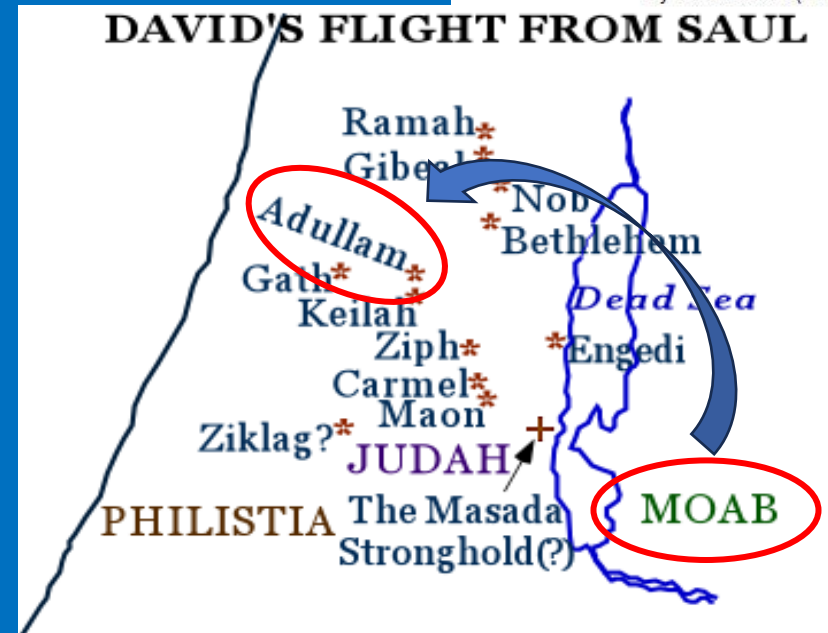 DAVID'S FLIGHT FROM SAUL
Ramah
Gibeah
Nob
Adullam
Bethlehem
Gath
Keilah
Dead Sea
Ziph
Engedi
Carmel
Maon
Ziklag?
JUDAH
PHILISTIA
The Masada
Stronghold(?)
MOAB